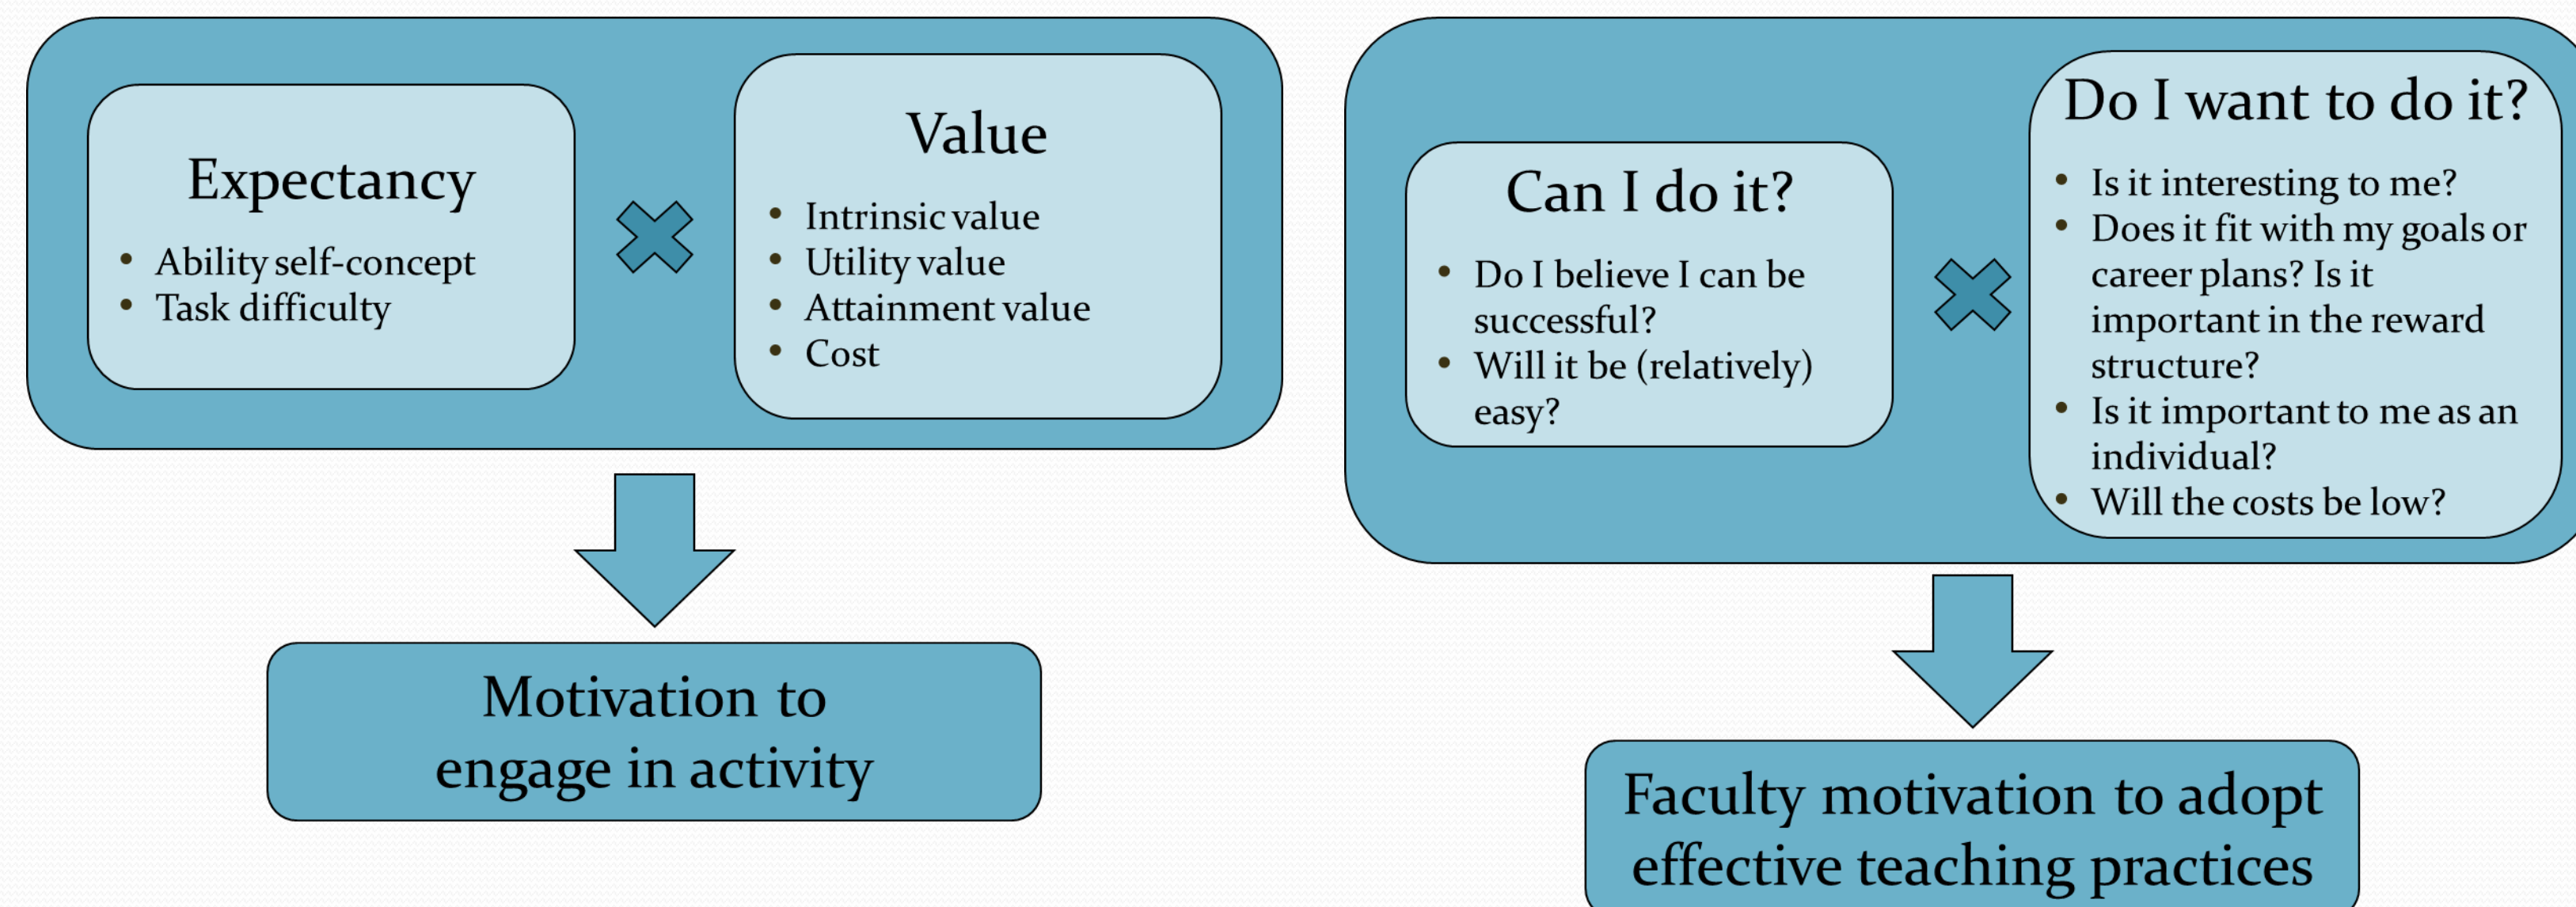 Expectancy
• Ability self-concept
• Task difficulty
Value
• Intrinsic value
• Utility value
• Attainment value
• Cost
Motivation to
engage in activity
Can I do it?
• Do I believe I can be
successful?
• Will it be (relatively)
easy?
Do I want to do it?
• Is it interesting to me?
• Does it fit with my goals or
career plans? Is it
important in the reward
structure?
• Is it important to me as an
individual?
• Will the costs be low?
Faculty motivation to adopt
effective teaching practices